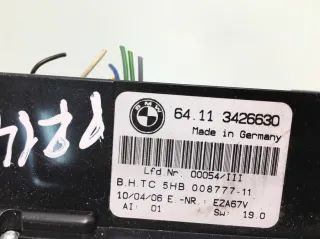 BMW
64.11 3426630
Made in Germany
Lfd.Nr. 00054/III
B.H.TC 5HB 008777-11
10/04/06 E.-NR.: EZA67V
AI: 01 SW: 19.0